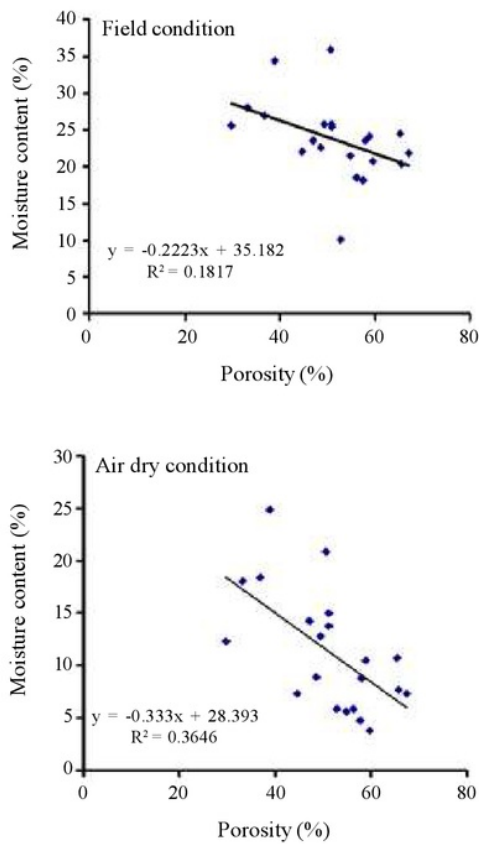 Field condition
Moisture content (%)
40
35
30
25
20
15
10
5
0
y = -0.2223x + 35.182
R² = 0.1817
0 20 40 60 80
Porosity (%)
Air dry condition
Moisture content (%)
30
25
20
15
10
5
0
y = -0.333x + 28.393
R² = 0.3646
0 20 40 60 80
Porosity (%)